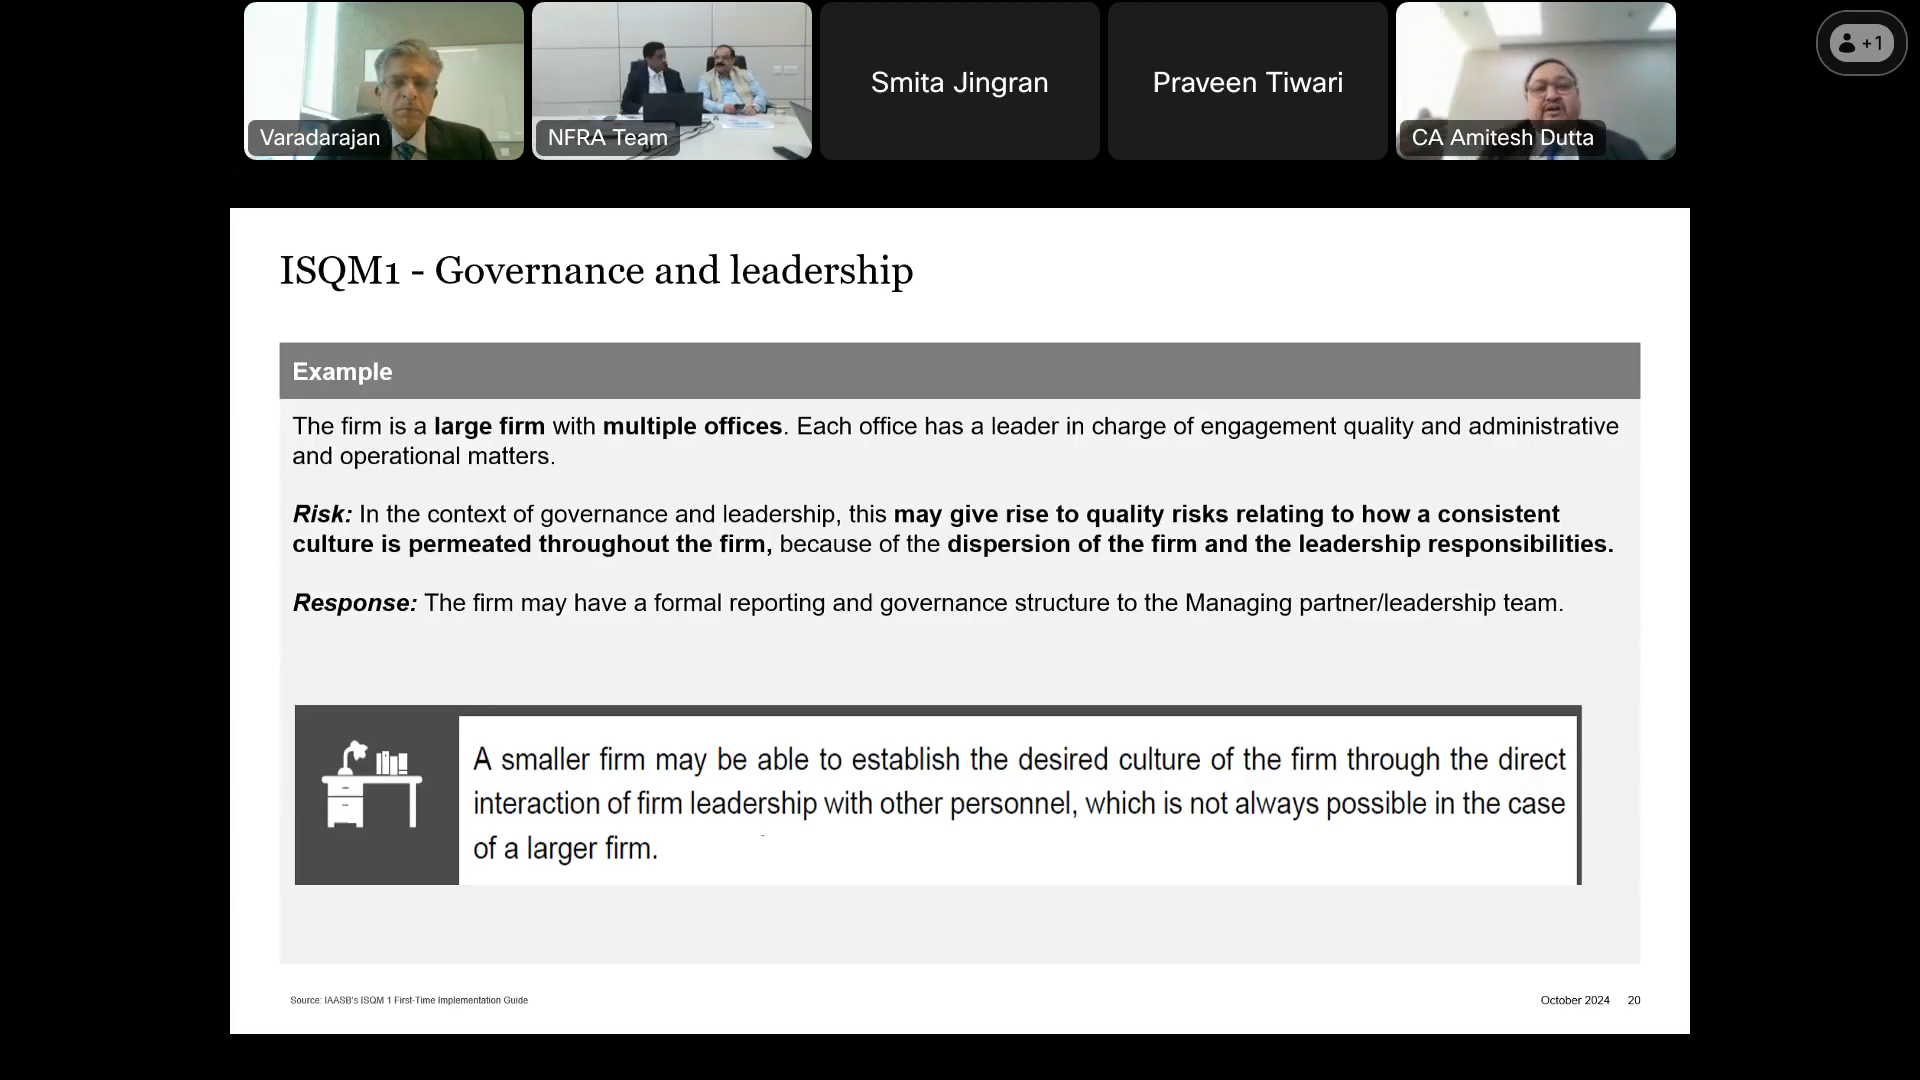 Varadarajan
NFRA Team
Smita Jingran
Praveen Tiwari
CA Amitesh Dutta
+1
ISQM1 - Governance and leadership
Example
The firm is a large firm with multiple offices. Each office has a leader in charge of engagement quality and administrative
and operational matters.
Risk: In the context of governance and leadership, this may give rise to quality risks relating to how a consistent
culture is permeated throughout the firm, because of the dispersion of the firm and the leadership responsibilities.
Response: The firm may have a formal reporting and governance structure to the Managing partner/leadership team.
A smaller firm may be able to establish the desired culture of the firm through the direct
interaction of firm leadership with other personnel, which is not always possible in the case
of a larger firm.
Source: IAASB's ISQM 1 First-Time Implementation Guide
October 2024 20